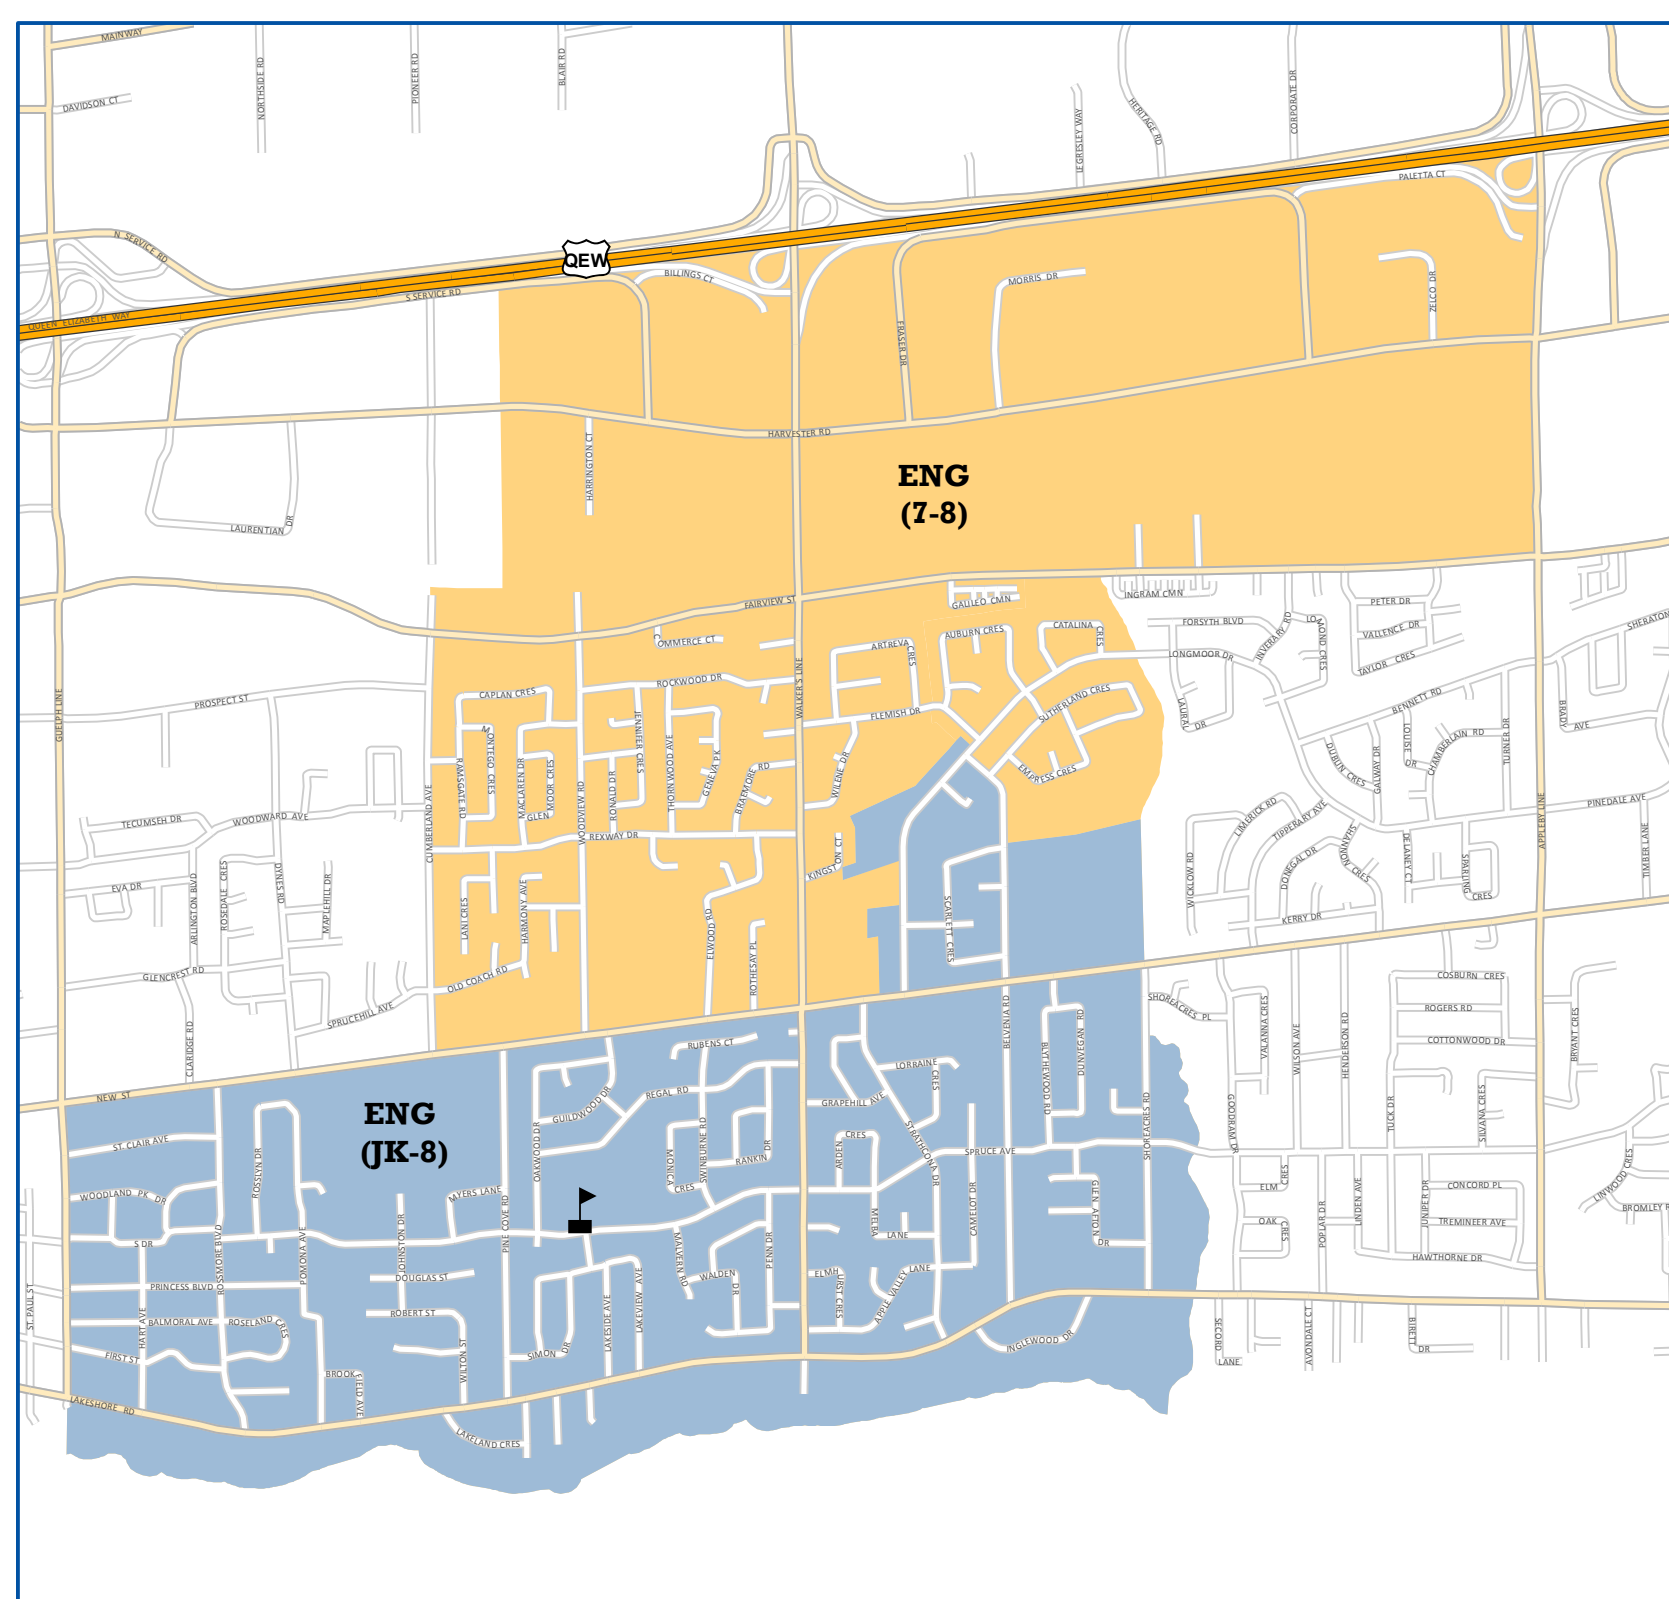 MAINWAY
DAVIDSON CT
NORTHSIDE RD
PIONEER RD
BLAIR RD
LEGRESLEY WAY
HERITAGE RD
CORPORATE DR
N SERVICE RD
QUEEN ELIZABETH WAY
S SERVICE RD
QEW
BILLINGS CT
PALETTA CT
MORRIS DR
FRASER DR
ZELCO DR
HARVESTER RD
HARRINGTON CT
LAURENTIAN DR
ENG
(7-8)
FAIRVIEW ST
GALILEO CMN
INGRAM CMN
PETER DR
VALLENCE DR
TAYLOR CRES
FORSYTH BLVD
INVERARY RD
LOMOND CRES
LONGMOOR DR
LAURA DR
SHERATON
BENNETT RD
BRADY AVE
COMMERCE CT
ARTREVA CRES
AUBURN CRES
CATALINA CRES
ROCKWOOD DR
CAPLAN CRES
MONTEGO CRES
RAMSGATE RD
MACLAREN DR
GLEN MOOR CRES
WOODVIEW RD
RONALD DR
JENNIFER CRES
THORNWOOD AVE
GENEVA PK
BRAEMORE RD
WALKER'S LINE
WILENE DR
FLEMISH DR
SUTHERLAND CRES
EMPRESS CRES
REXWAY DR
KINGSTON CT
GUELPH LINE
PROSPECT ST
TECUMSEH DR
WOODWARD AVE
CUMBERLAND AVE
EVA DR
ARLINGTON BLVD
ROSEDALE CRES
DYNES RD
MAPLEHILL DR
GLENCREST RD
SPRUCEHILL AVE
CLARIDGE RD
LANI CRES
HARMONY AVE
OLD COACH RD
ELWOOD RD
ROTHESAY PL
SCARLETT CRES
DUBLIN CRES
GALWAY DR
LOUISE DR
CHAMBERLAIN RD
TURNER DR
PINEDALE AVE
APPLEBY LINE
TIMBER LANE
LIMERICK RD
TIPPERARY AVE
SHANNON CRES
DONEGAL DR
DELANEY CT
SPARLING CRES
WICKLOW RD
KERRY DR
NEW ST
COSBURN CRES
ROGERS RD
COTTONWOOD DR
BRYANT CRES
SHOREACRES PL
VALANNA CRES
WILSON AVE
HENDERSON RD
TUCK DR
SILVANA CRES
GOODRAM DR
BELVENIA RD
BLYTHEWOOD RD
DUNVEGAN RD
SHOREACRES RD
ENG
(JK-8)
ST. CLAIR AVE
WOODLAND PK DR
ROSSLYN DR
S DR
PRINCESS BLVD
BALMORAL AVE
HART AVE
FIRST ST
ROSSMORE BLVD
ROSELAND CRES
POMONA AVE
BROOKFIELD AVE
JOHNSTON DR
DOUGLAS ST
ROBERT ST
WILTON ST
MYERS LANE
PINE COVE RD
OAKWOOD DR
GUILDWOOD DR
REGAL RD
RUBENS CT
MONICA CRES
SWINBURNE RD
RANKIN DR
MALVERN RD
WALDEN DR
PENN DR
SIMON DR
LAKESIDE AVE
LAKEVIEW AVE
LAKELAND CRES
LAKESHORE RD
ST. PAUL ST
LORRAINE CRES
GRAPEHILL AVE
ARDEN CRES
STRATHCONA DR
SPRUCE AVE
MELBA LANE
CAMELOT DR
ELMHURST CRES
APPLE VALLEY LANE
GLEN AFTON DR
INGLEWOOD DR
ELM CRES
OAK CRES
POPLAR DR
LINDEN AVE
JUNIPER DR
CONCORD PL
TREMINEER AVE
HAWTHORNE DR
LINWOOD CRES
BROMLEY R
SECORD LANE
AVONDALE CT
BIRETT DR